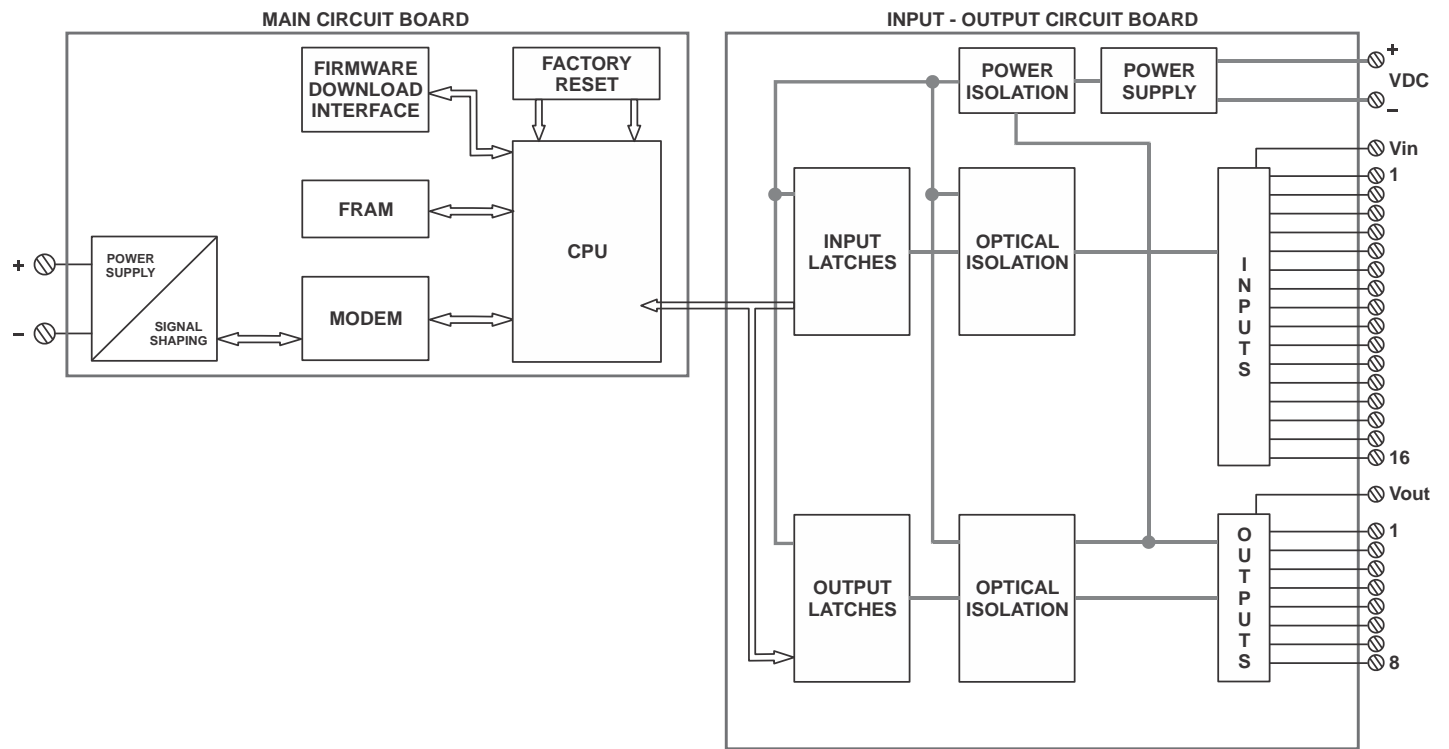 MAIN CIRCUIT BOARD
FIRMWARE
DOWNLOAD
INTERFACE
FACTORY
RESET
FRAM
CPU
+
POWER
SUPPLY
SIGNAL
SHAPING
–
MODEM
INPUT - OUTPUT CIRCUIT BOARD
POWER
ISOLATION
POWER
SUPPLY
+
VDC
–
Vin
1
INPUT
LATCHES
OPTICAL
ISOLATION
INPUTS
16
Vout
1
OUTPUT
LATCHES
OPTICAL
ISOLATION
OUTPUTS
8